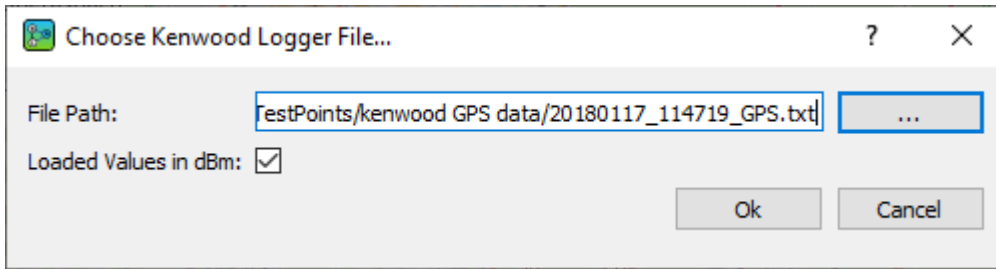 Choose Kenwood Logger File... ?
File Path: TestPoints/kenwood GPS data/20180117_114719_GPS.txt ...
Loaded Values in dBm:
Ok Cancel